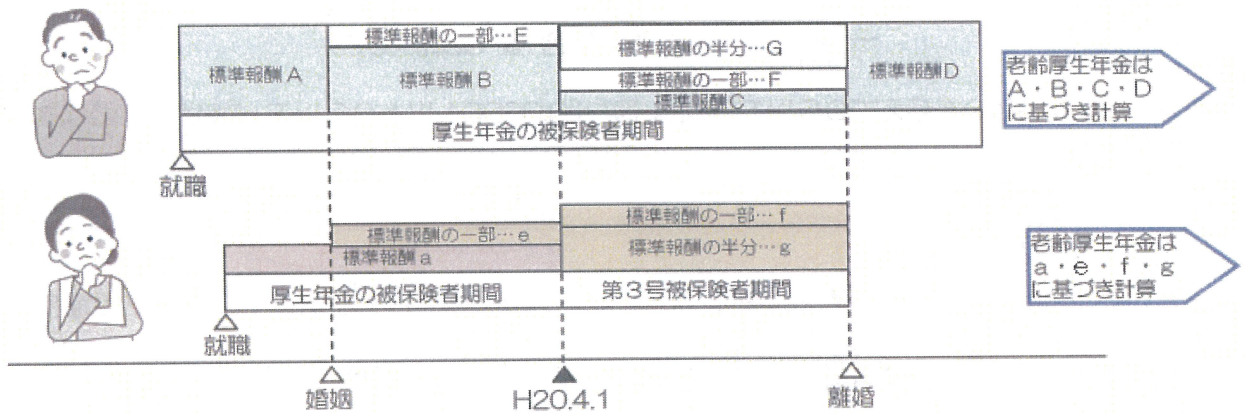 標準報酬A
標準報酬の一部…E
標準報酬B
標準報酬の半分…G
標準報酬の一部…F
標準報酬C
標準報酬D
厚生年金の被保険者期間
就職
老齢厚生年金は
A・B・C・D
に基づき計算
標準報酬の一部…e
標準報酬a
標準報酬の一部…f
標準報酬の半分…g
厚生年金の被保険者期間
第3号被保険者期間
就職
老齢厚生年金は
a・e・f・g
に基づき計算
婚姻
H20.4.1
離婚